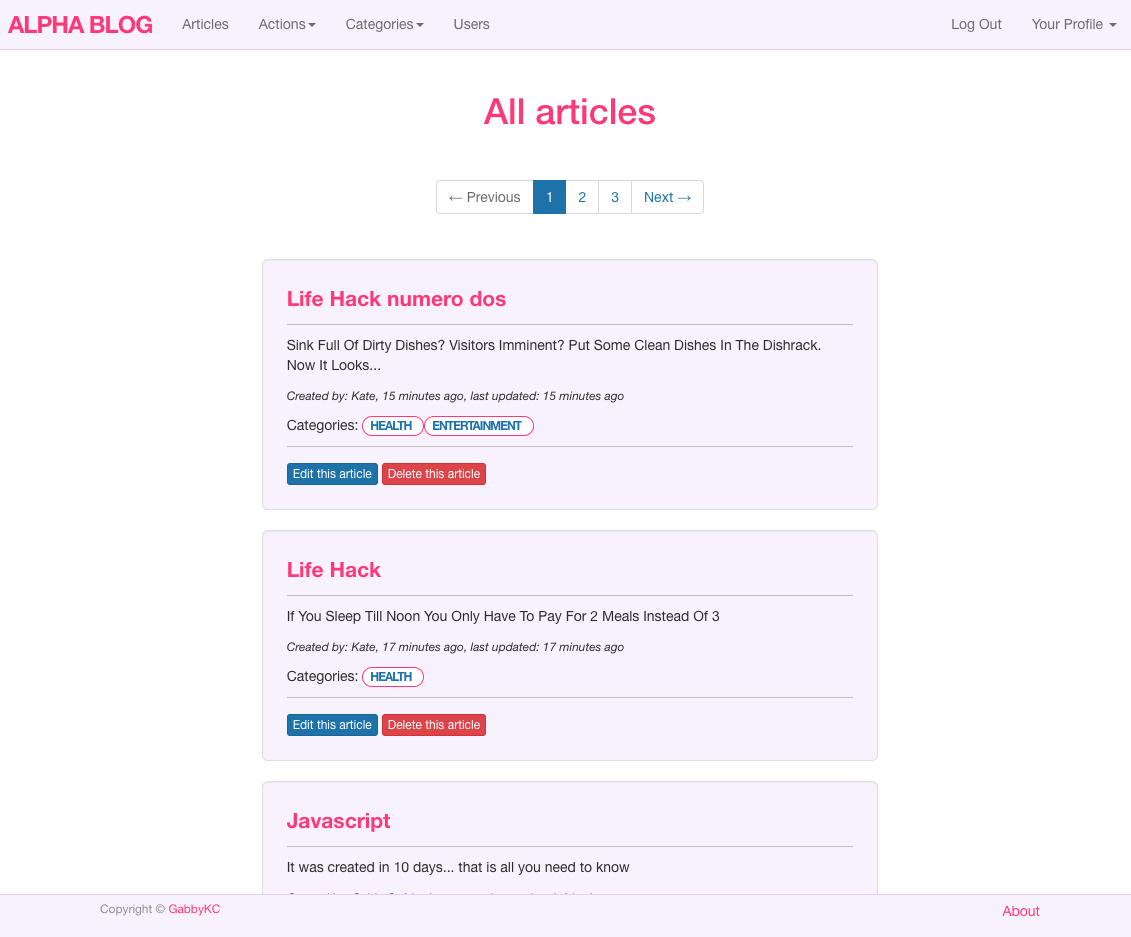 ALPHA BLOG Articles Actions Categories Users Log Out Your Profile
All articles
← Previous 1 2 3 Next →
Life Hack numero dos
Sink Full Of Dirty Dishes? Visitors Imminent? Put Some Clean Dishes In The Dishrack.
Now It Looks...
Created by: Kate, 15 minutes ago, last updated: 15 minutes ago
Categories: HEALTH ENTERTAINMENT
Edit this article Delete this article
Life Hack
If You Sleep Till Noon You Only Have To Pay For 2 Meals Instead Of 3
Created by: Kate, 17 minutes ago, last updated: 17 minutes ago
Categories: HEALTH
Edit this article Delete this article
Javascript
It was created in 10 days... that is all you need to know
Copyright © GabbyKC About